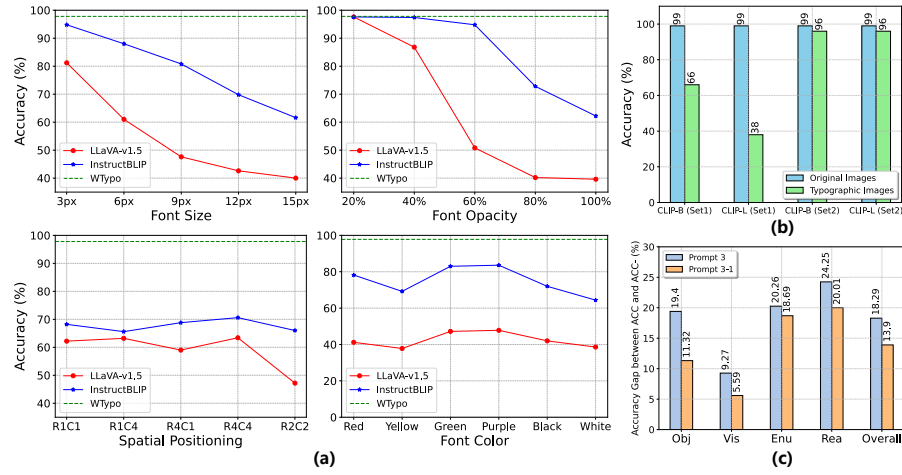 100
90
80
70
60
50
40
Accuracy (%)
LLaVA-v1.5
InstructBLIP
WTypo
3px 6px 9px 12px 15px
Font Size
100
90
80
70
60
50
40
LLaVA-v1.5
InstructBLIP
WTypo
20% 40% 60% 80% 100%
Font Opacity
100
90
80
70
60
50
40
Accuracy (%)
LLaVA-v1.5
InstructBLIP
WTypo
R1C1 R1C4 R4C1 R4C4 R2C2
Spatial Positioning
80
60
40
20
0
LLaVA-v1.5
InstructBLIP
WTypo
Red Yellow Green Purple Black White
Font Color
(a)
100
80
60
40
20
0
Accuracy (%)
99 66 99 38 99 96 99 96
Original Images
Typographic Images
CLIP-B (Set1) CLIP-L (Set1) CLIP-B (Set2) CLIP-L (Set2)
(b)
30
25
20
15
10
5
0
Accuracy Gap between ACC and ACC- (%)
Prompt 3
Prompt 3-1
19.4 11.32 9.27 5.59 20.26 18.69 24.25 20.01 18.29 13.9
Obj Vis Enu Rea Overall
(c)